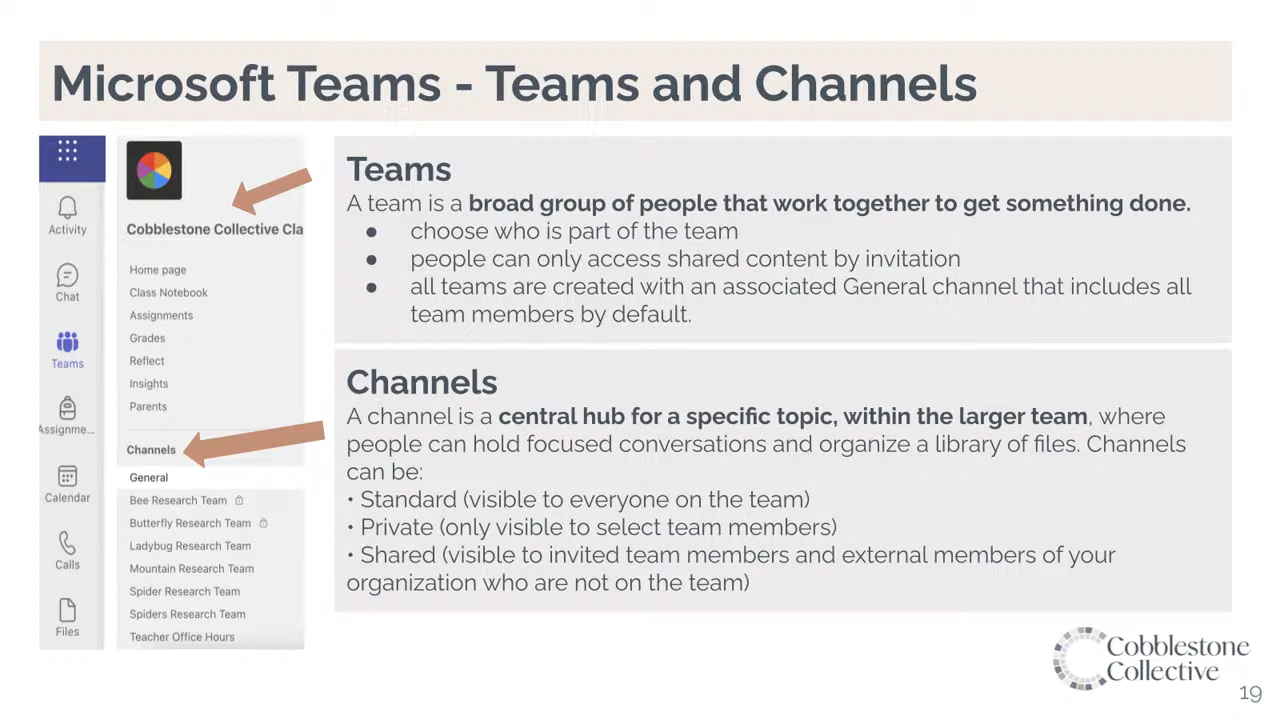 Microsoft Teams - Teams and Channels
Activity
Chat
Teams
Assignme...
Calendar
Calls
Files
Cobblestone Collective Cla
Home page
Class Notebook
Assignments
Grades
Reflect
Insights
Parents
Channels
General
Bee Research Team
Butterfly Research Team
Ladybug Research Team
Mountain Research Team
Spider Research Team
Spiders Research Team
Teacher Office Hours
Teams
A team is a broad group of people that work together to get something done.
● choose who is part of the team
● people can only access shared content by invitation
● all teams are created with an associated General channel that includes all
team members by default.
Channels
A channel is a central hub for a specific topic, within the larger team, where
people can hold focused conversations and organize a library of files. Channels
can be:
• Standard (visible to everyone on the team)
• Private (only visible to select team members)
• Shared (visible to invited team members and external members of your
organization who are not on the team)
Cobblestone
Collective
19